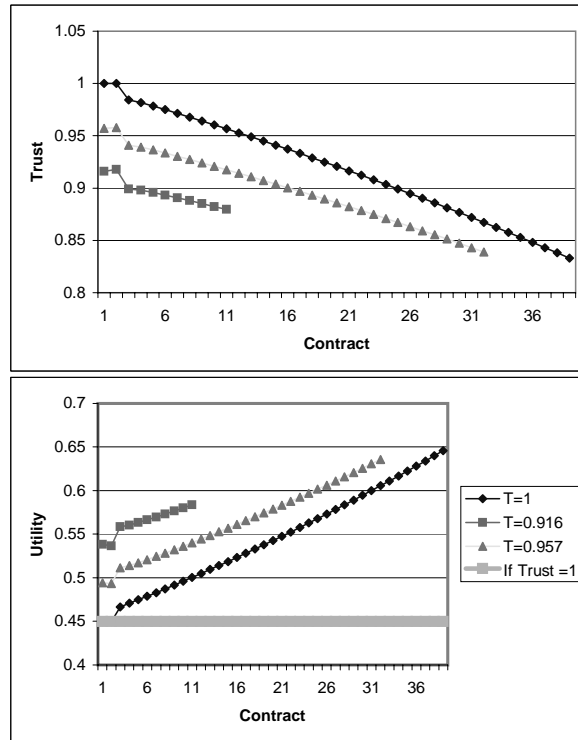 1.05
1
0.95
0.9
0.85
0.8
Trust
1 6 11 16 21 26 31 36
Contract
0.7
0.65
0.6
0.55
0.5
0.45
0.4
Utility
1 6 11 16 21 26 31 36
Contract
T=1
T=0.916
T=0.957
If Trust =1